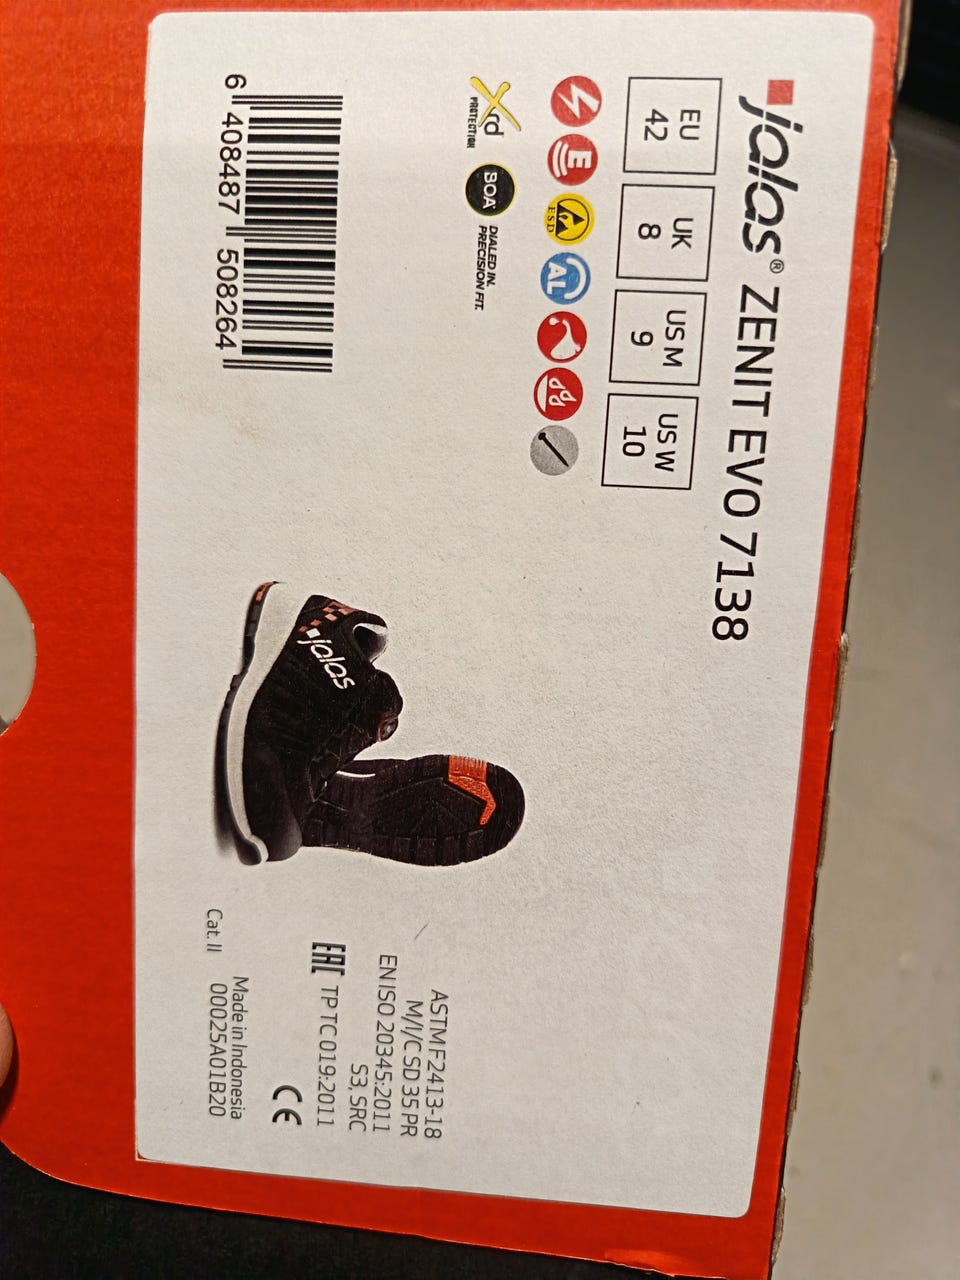 jalas® ZENIT EVO 7138
EU
42
UK
8
US M
9
US W
10
E
ESD
AL
Xrd
PROTECTION
BOA
DIALED IN.
PRECISION FIT.
6 408487 508264
jalas
ASTM F2413-18
M/I/C SD 35 PR
EN ISO 20345:2011
S3, SRC
EAC TP TC 019:2011
CE
Cat. II
Made in Indonesia
00025A01B20